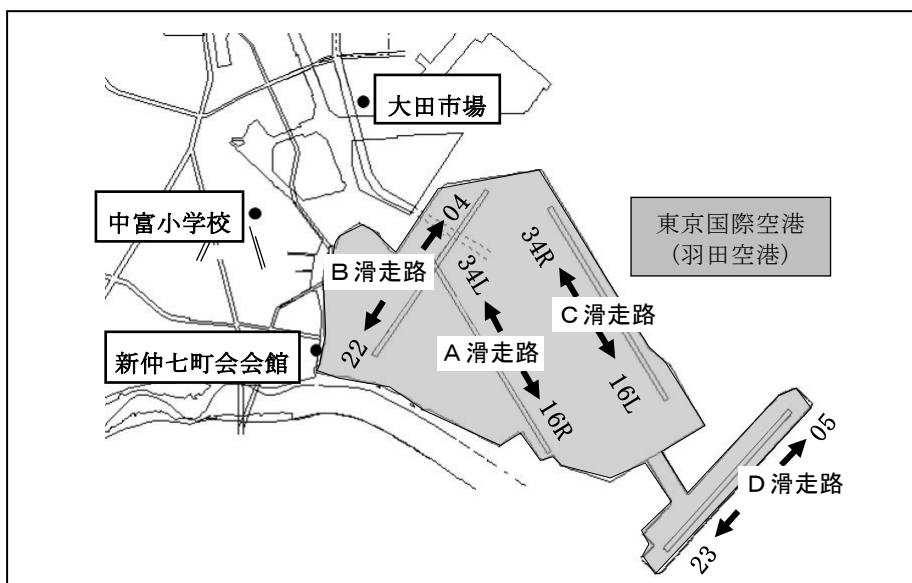 大田市場
中富小学校
東京国際空港
(羽田空港)
04
B滑走路
22
34L
A滑走路
16R
34R
C滑走路
16L
新仲七町会会館
05
D滑走路
23